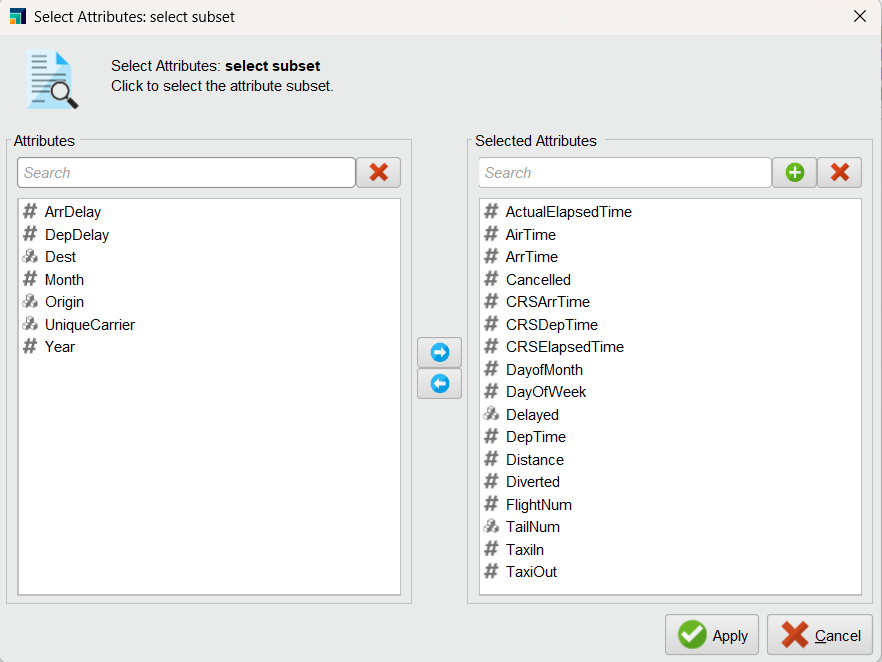 Select Attributes: select subset
Select Attributes: select subset
Click to select the attribute subset.
Attributes
Search
ArrDelay
DepDelay
Dest
Month
Origin
UniqueCarrier
Year
Selected Attributes
Search
ActualElapsedTime
AirTime
ArrTime
Cancelled
CRSArrTime
CRSDepTime
CRSElapsedTime
DayofMonth
DayOfWeek
Delayed
DepTime
Distance
Diverted
FlightNum
TailNum
TaxiIn
TaxiOut
Apply
Cancel